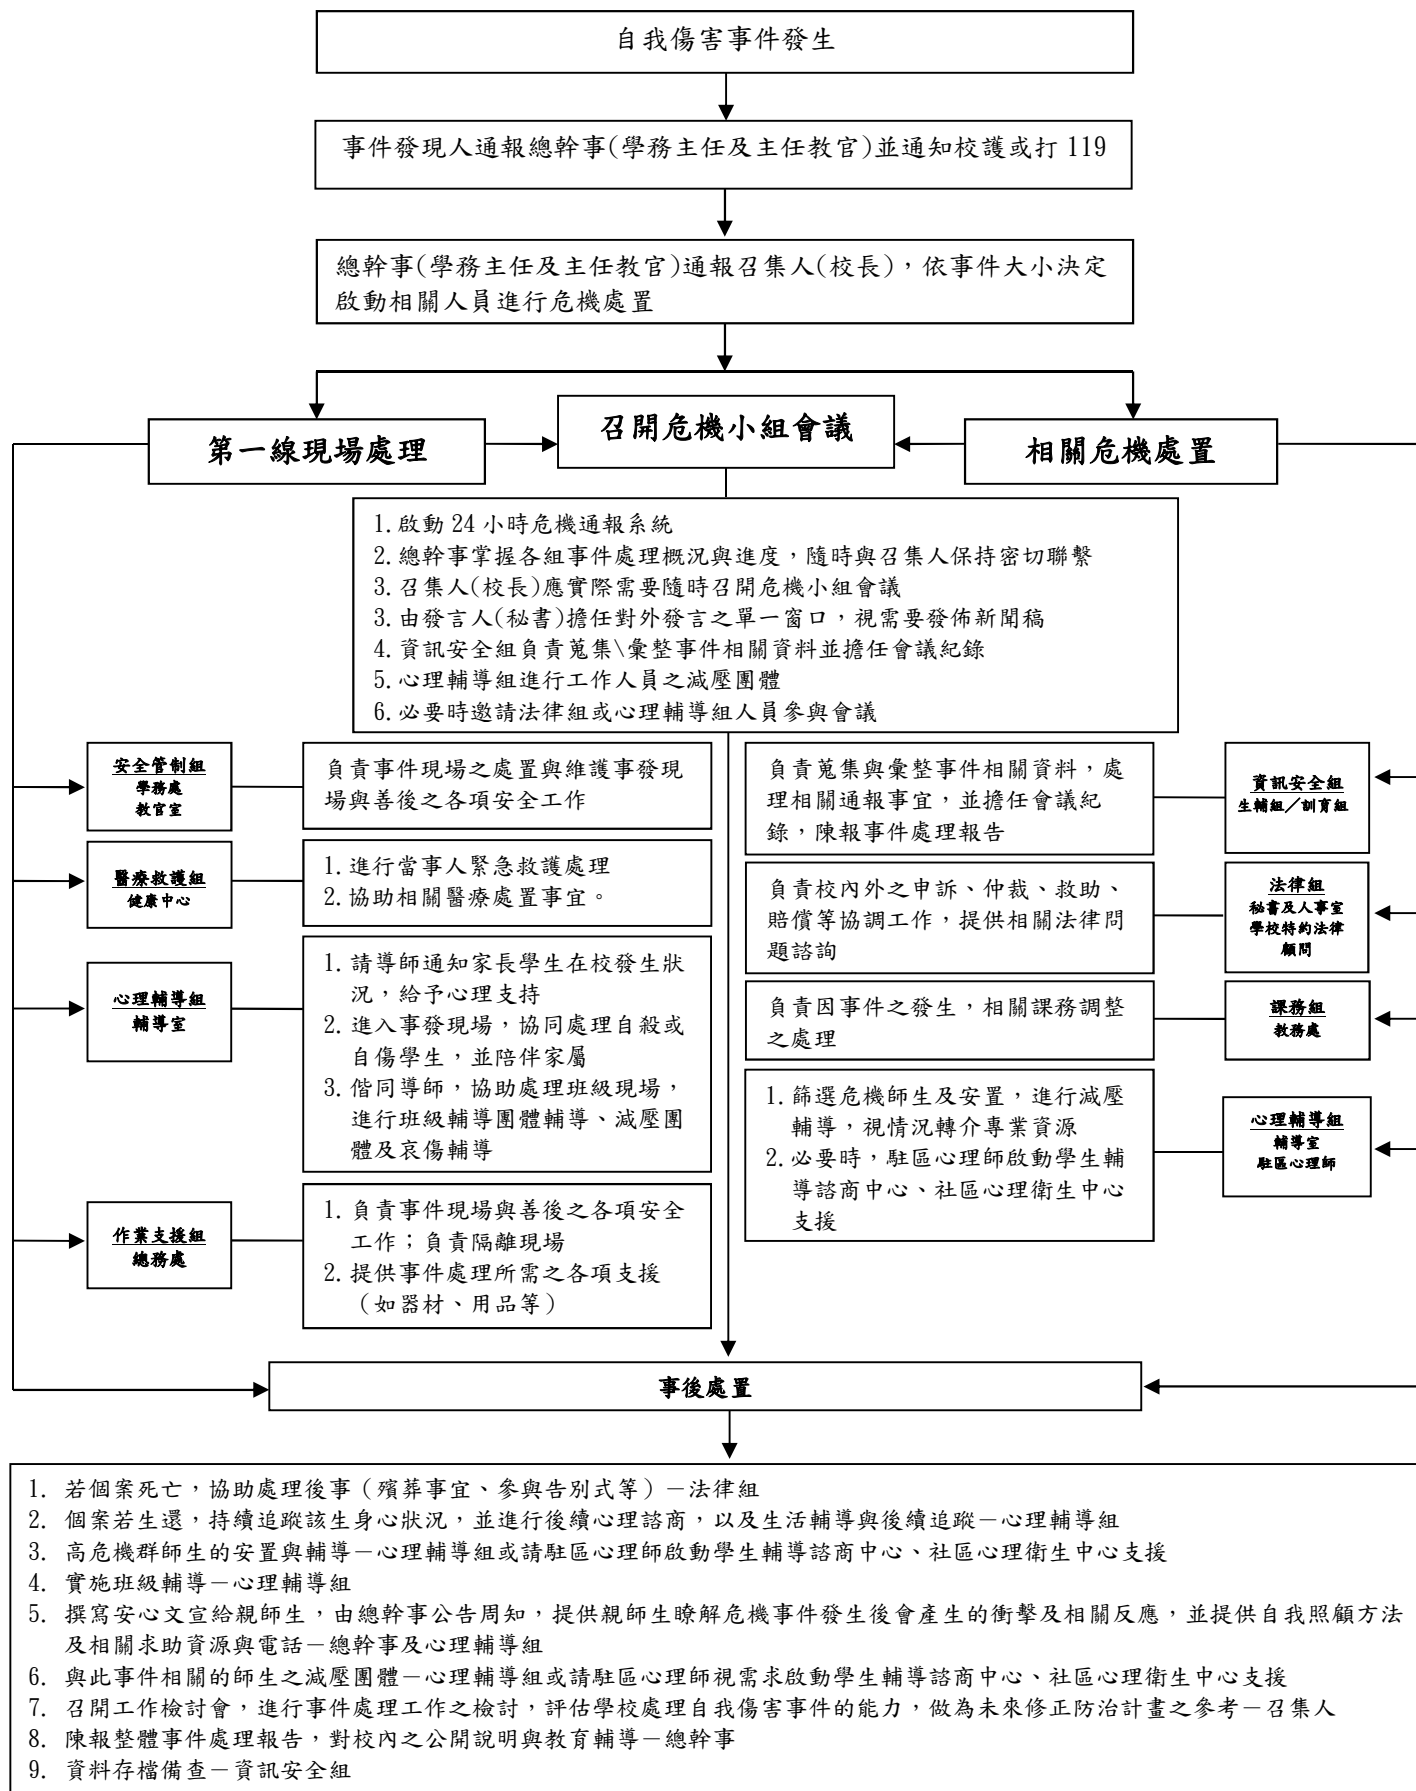 自我傷害事件發生
事件發現人通報總幹事(學務主任及主任教官)並通知校護或打 119
總幹事(學務主任及主任教官)通報召集人(校長)，依事件大小決定
啟動相關人員進行危機處置
第一線現場處理
召開危機小組會議
相關危機處置
1.啟動 24 小時危機通報系統
2.總幹事掌握各組事件處理概況與進度，隨時與召集人保持密切聯繫
3.召集人(校長)應實際需要隨時召開危機小組會議
3.由發言人(秘書)擔任對外發言之單一窗口，視需要發佈新聞稿
4.資訊安全組負責蒐集\彙整事件相關資料並擔任會議紀錄
5.心理輔導組進行工作人員之減壓團體
6.必要時邀請法律組或心理輔導組人員參與會議
安全管制組
學務處
教官室
負責事件現場之處置與維護事發現
場與善後之各項安全工作
醫療救護組
健康中心
1.進行當事人緊急救護處理
2.協助相關醫療處置事宜。
心理輔導組
輔導室
1.請導師通知家長學生在校發生狀
況，給予心理支持
2.進入事發現場，協同處理自殺或
自傷學生，並陪伴家屬
3.偕同導師，協助處理班級現場，
進行班級輔導團體輔導、減壓團
體及哀傷輔導
作業支援組
總務處
1.負責事件現場與善後之各項安全
工作；負責隔離現場
2.提供事件處理所需之各項支援
（如器材、用品等）
負責蒐集與彙整事件相關資料，處
理相關通報事宜，並擔任會議紀
錄，陳報事件處理報告
資訊安全組
生輔組／訓育組
負責校內外之申訴、仲裁、救助、
賠償等協調工作，提供相關法律問
題諮詢
法律組
秘書及人事室
學校特約法律
顧問
負責因事件之發生，相關課務調整
之處理
課務組
教務處
1.篩選危機師生及安置，進行減壓
輔導，視情況轉介專業資源
2.必要時，駐區心理師啟動學生輔
導諮商中心、社區心理衛生中心
支援
心理輔導組
輔導室
駐區心理師
事後處置
1. 若個案死亡，協助處理後事（殯葬事宜、參與告別式等）－法律組
2. 個案若生還，持續追蹤該生身心狀況，並進行後續心理諮商，以及生活輔導與後續追蹤－心理輔導組
3. 高危機群師生的安置與輔導－心理輔導組或請駐區心理師啟動學生輔導諮商中心、社區心理衛生中心支援
4. 實施班級輔導－心理輔導組
5. 撰寫安心文宣給親師生，由總幹事公告周知，提供親師生瞭解危機事件發生後會產生的衝擊及相關反應，並提供自我照顧方法
及相關求助資源與電話－總幹事及心理輔導組
6. 與此事件相關的師生之減壓團體－心理輔導組或請駐區心理師視需求啟動學生輔導諮商中心、社區心理衛生中心支援
7. 召開工作檢討會，進行事件處理工作之檢討，評估學校處理自我傷害事件的能力，做為未來修正防治計畫之參考－召集人
8. 陳報整體事件處理報告，對校內之公開說明與教育輔導－總幹事
9. 資料存檔備查－資訊安全組